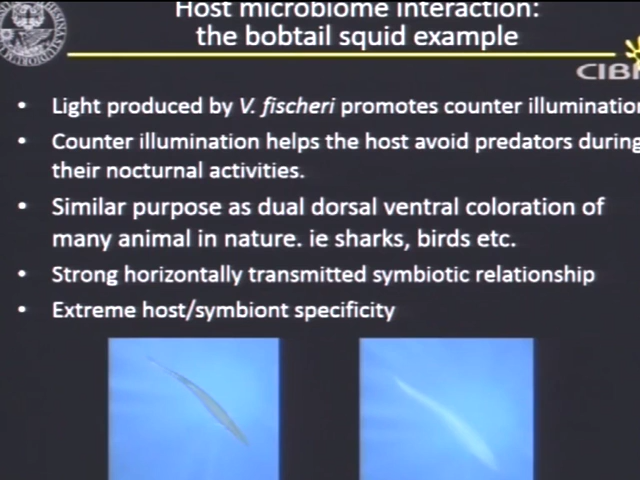 Host microbiome interaction:
the bobtail squid example
CIBI
• Light produced by V. fischeri promotes counter illumination
• Counter illumination helps the host avoid predators during
their nocturnal activities.
• Similar purpose as dual dorsal ventral coloration of
many animal in nature. ie sharks, birds etc.
• Strong horizontally transmitted symbiotic relationship
• Extreme host/symbiont specificity